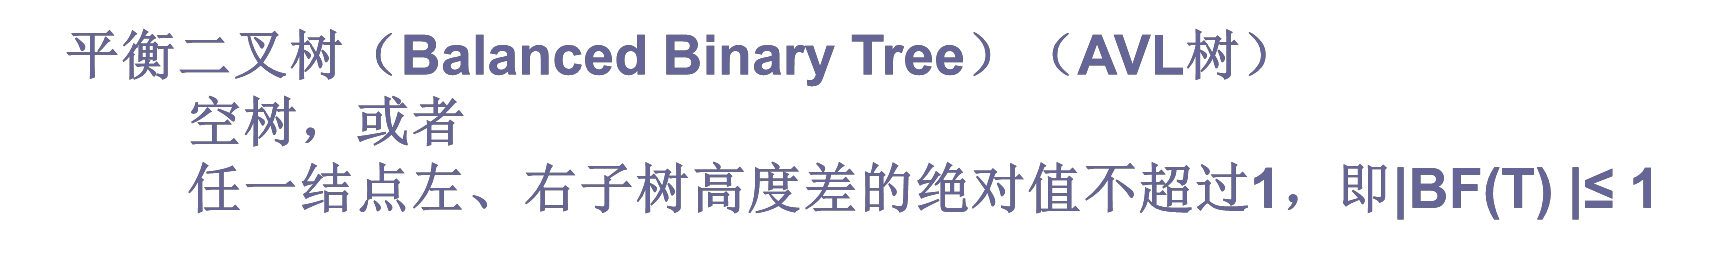 平衡二叉树（Balanced Binary Tree）（AVL树）
空树，或者
任一结点左、右子树高度差的绝对值不超过1，即|BF(T) |≤ 1